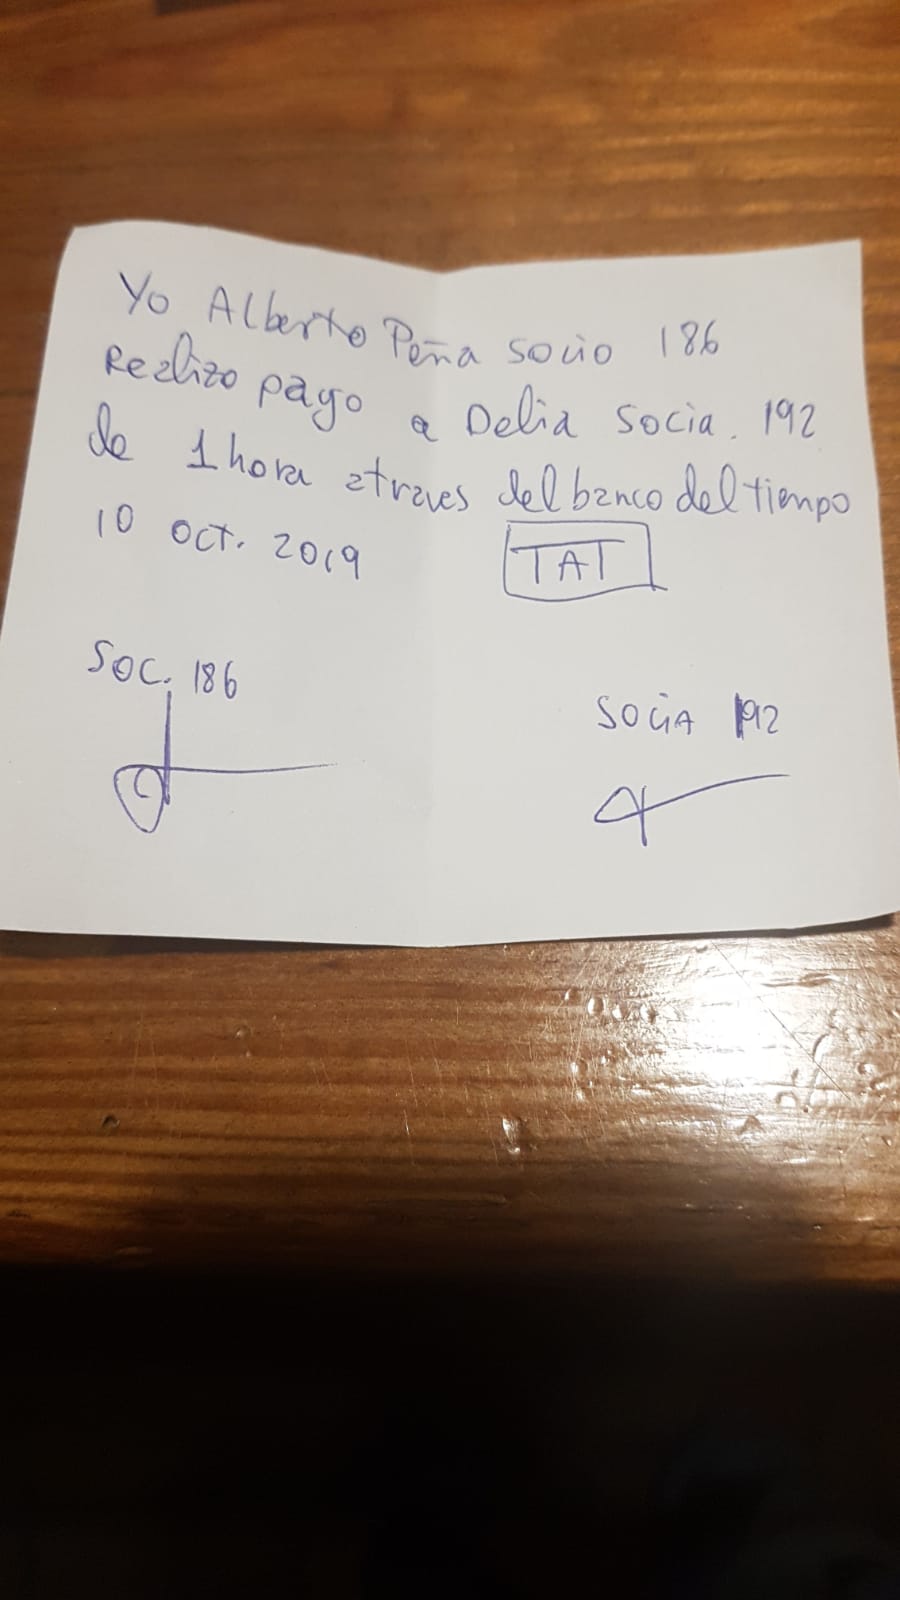 Yo Alberto Peña socio 186
Realizo pago a Delia socia. 192
de 1 hora atraves del banco del tiempo
10 oct. 2019 TAT
Soc. 186
SOCIA 192